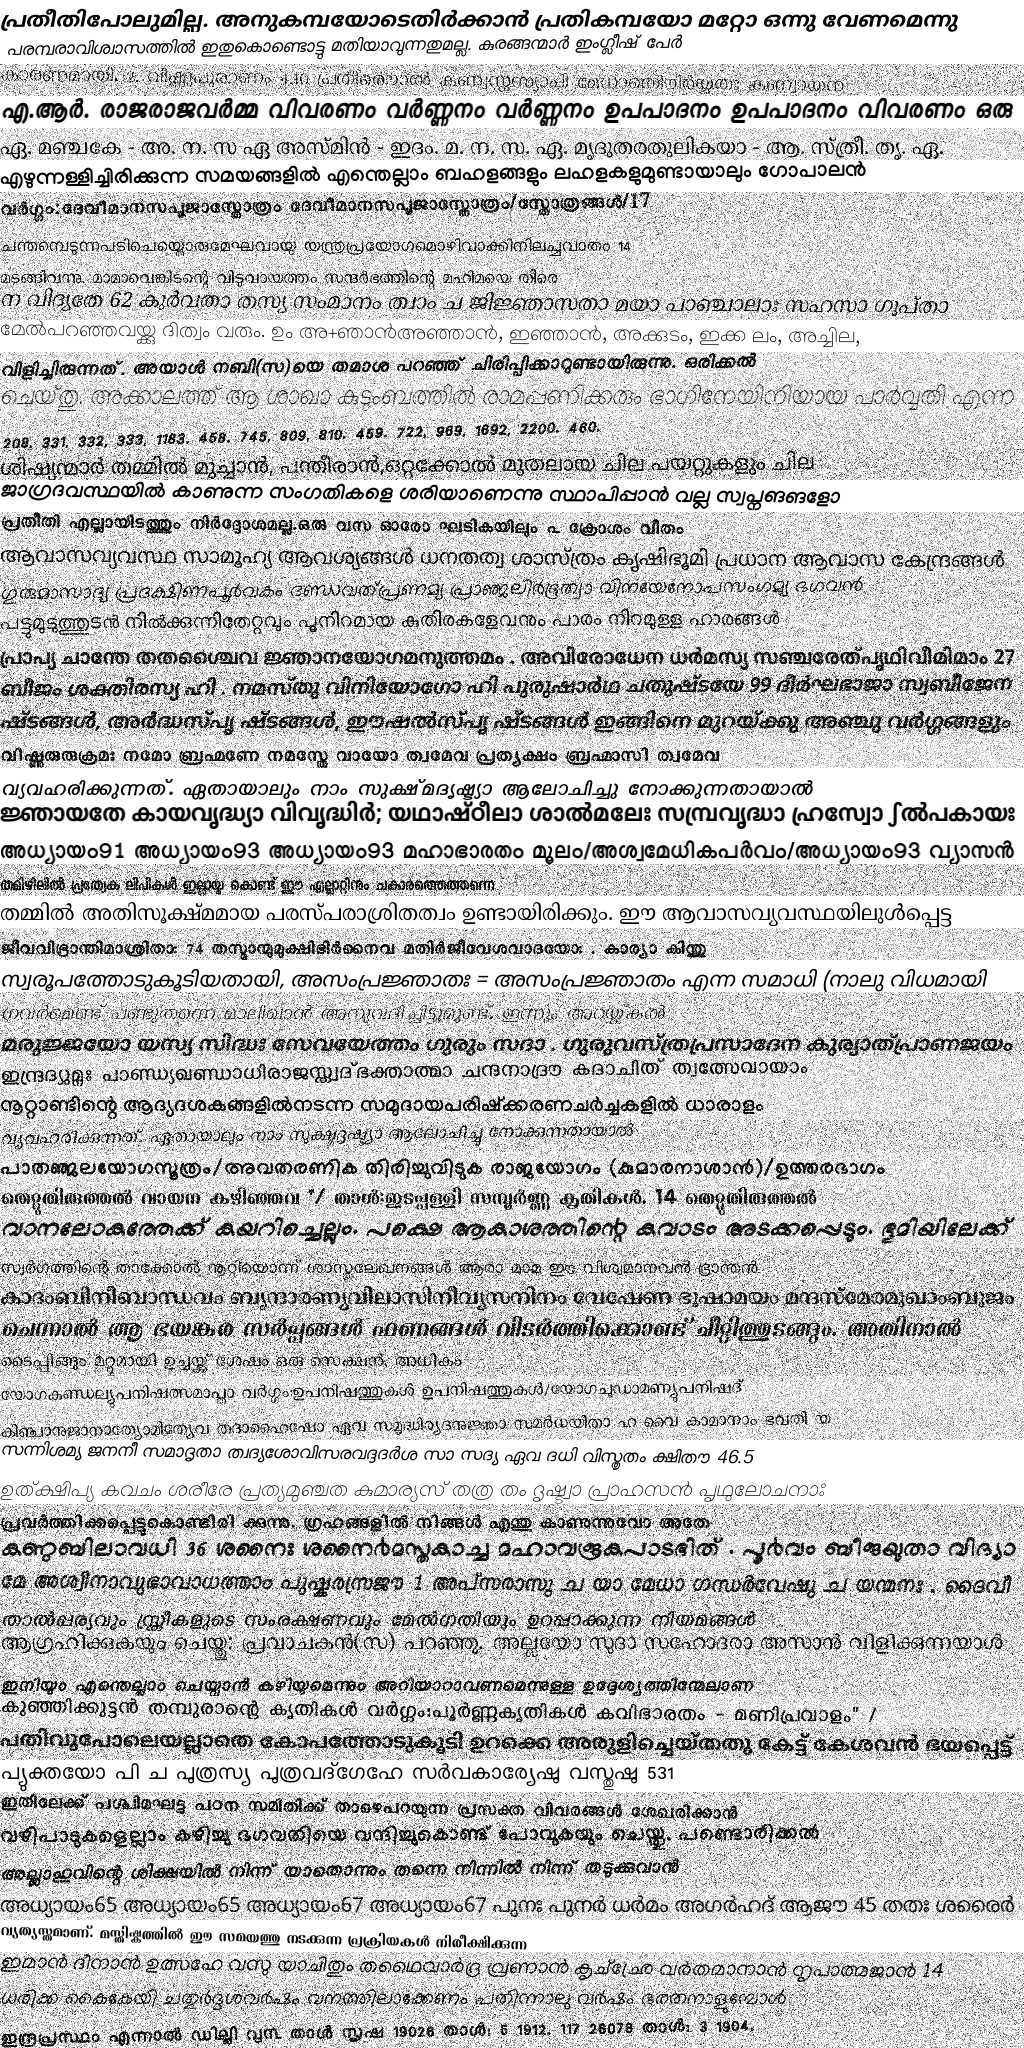 പ്രതീതിപോലുമില്ല. അനുകമ്പയോടെതിർക്കാൻ പ്രതികമ്പയോ മറ്റോ ഒന്നു വേണമെന്നു
പരമ്പരാവിശ്വാസത്തിൽ ഇതുകൊണ്ടൊട്ടു മതിയാവുന്നതുമല്ല. കുരങ്ങന്മാർ ഇംഗ്ലീഷ് പേർ
കാരണമായി. 2. വിഷ്ണുപുരാണം 4.10 പ്രതിരഥാൽ കണ്വസ്തസ്യാപി മേധാതിഥിർയതഃ കണ്വായന
എ.ആർ. രാജരാജവർമ്മ വിവരണം വർണ്ണനം വർണ്ണനം ഉപപാദനം ഉപപാദനം വിവരണം ഒരു
ഏ. മഞ്ചകേ - അ. ന. സ ഏ അസ്മിൻ - ഇദം. മ. ന. സ. ഏ. മൃദുതരതുലികയാ - ആ. സ്ത്രീ. തൃ. ഏ.
എഴുന്നള്ളിച്ചിരിക്കുന്ന സമയങ്ങളിൽ എന്തെല്ലാം ബഹളങ്ങളും ലഹളകളുമുണ്ടായാലും ഗോപാലൻ
വർഗ്ഗം:ദേവീമാനസപൂജാസ്തോത്രം ദേവീമാനസപൂജാസ്തോത്രം/സ്തോത്രങ്ങൾ/17
ചന്തമ്പെടുന്നപടിചെയ്തൊരുമേഘവായു യന്ത്രപ്രയോഗമൊഴിവാക്കിനിലച്ചവാതം 14
മടങ്ങിവന്നു. മാമാവെങ്കിടന്റെ വിടുവായത്തം സന്ദർഭത്തിന്റെ മഹിമയെ തീരെ
ന വിദ്യതേ 62 കുർവതാ തസ്യ സംമാനം ത്വാം ച ജിജ്ഞാസതാ മയാ പാഞ്ചാലാഃ സഹസാ ഗുപ്താ
മേൽപറഞ്ഞവയ്ക്കു ദിത്വം വരും. ഉം അ+ഞാൻഅഞ്ഞാൻ, ഇഞ്ഞാൻ, അക്കുടം, ഇക്ക ലം, അച്ചില,
വിളിച്ചിരുന്നത്. അയാൾ നബി(സ)യെ തമാശ പറഞ്ഞ് ചിരിപ്പിക്കാറുണ്ടായിരുന്നു. ഒരിക്കൽ
ചെയ്തു. അക്കാലത്ത് ആ ശാഖാ കുടുംബത്തിൽ രാമപ്പണിക്കരും ഭാഗിനേയിനിയായ പാർവ്വതി എന്ന
208, 331, 332, 333, 1183. 458. 745, 809, 810. 459. 722, 969, 1692, 2200. 460.
ശിഷ്യന്മാർ തമ്മിൽ മുച്ചാൻ, പന്തീരാൻ,ഒറ്റക്കോൽ മുതലായ ചില പയറ്റുകളും ചില
ജാഗ്രദവസ്ഥയിൽ കാണുന്ന സംഗതികളെ ശരിയാണെന്നു സ്ഥാപിപ്പാൻ വല്ല സ്വപ്നങങളോ
പ്രതീതി എല്ലായിടത്തും നിർദ്ദോശമല്ല.ഒരു വസ ഓരോ ഘടികയിലും ൧ ക്രോശം വീതം
ആവാസവ്യവസ്ഥ സാമൂഹ്യ ആവശ്യങ്ങൾ ധനതത്വ ശാസ്ത്രം കൃഷിഭൂമി പ്രധാന ആവാസ കേന്ദ്രങ്ങൾ
ഗുരുമാസാദ്യ പ്രദക്ഷിണപൂർവകം ദണ്ഡവത്പ്രണമ്യ പ്രാഞ്ജലിർഭൂത്വാ വിനയേനോപസംഗമ്യ ഭഗവൻ
പട്ടുമുടുത്തുടൻ നിൽക്കുന്നിതേറ്റവും പൂനിറമായ കുതിരകളേവനും പാരം നിറമുള്ള ഹാരങ്ങൾ
പ്രാപ്യ ചാന്തേ തതശ്ചൈവ ജ്ഞാനയോഗമനുത്തമം . അവിരോധേന ധർമസ്യ സഞ്ചരേത്പൃഥിവീമിമാം 27
ബീജം ശക്തിരസ്യ ഹി . നമസ്തു വിനിയോഗോ ഹി പുരുഷാർഥ ചതുഷ്ടയേ 99 ദീർഘഭാജാ സ്വബീജേന
ഷ്ടങ്ങൾ, അർദ്ധസ്പൃ ഷ്ടങ്ങൾ, ഈഷൽസ്പൃ ഷ്ടങ്ങൾ ഇങ്ങിനെ മുറയ്ക്കു അഞ്ചു വർഗ്ഗങ്ങളും
വിഷ്ണുരുരുക്രമഃ നമോ ബ്രഹ്മണേ നമസ്തേ വായോ ത്വമേവ പ്രത്യക്ഷം ബ്രഹ്മാസി ത്വമേവ
വ്യവഹരിക്കുന്നത്. ഏതായാലും നാം സുക്ഷ്മദൃഷ്ട്യാ ആലോചിച്ചു നോക്കുന്നതായാൽ
ജ്ഞായതേ കായവൃദ്ധ്യാ വിവൃദ്ധിർ; യഥാഷ്ഠീലാ ശാൽമലേഃ സമ്പ്രവൃദ്ധാ ഹ്രസ്വോ ഽൽപകായഃ
അധ്യായം91 അധ്യായം93 അധ്യായം93 മഹാഭാരതം മൂലം/അശ്വമേധികപർവം/അധ്യായം93 വ്യാസൻ
തമിഴിലിൽ പ്രത്യേക ലിപികൾ ഇല്ലായ്ക കൊണ്ട് ഈ എല്ലാറ്റിനും ചകാരത്തെത്തന്നെ
തമ്മിൽ അതിസൂക്ഷ്മമായ പരസ്പരാശ്രിതത്വം ഉണ്ടായിരിക്കും. ഈ ആവാസവ്യവസ്ഥയിലുൾപ്പെട്ട
ജീവവിഭ്രാന്തിമാശ്രിതാഃ 74 തസ്മാന്മുമുക്ഷിഭിർനൈവ മതിർജീവേശവാദയോഃ . കാര്യാ കിന്തു
സ്വരൂപത്തോടുകൂടിയതായി, അസംപ്രജ്ഞാതഃ = അസംപ്രജ്ഞാതം എന്ന സമാധി (നാലു വിധമായി
ഗവർമെണ്ട് പണ്ടുതന്നെ മാലിഖാൻ അനുവദിച്ചിട്ടുമുണ്ട്. ഇന്നും അറയ്ക്കൽ
മരുജ്ജയോ യസ്യ സിദ്ധഃ സേവയേത്തം ഗുരും സദാ . ഗുരുവസ്ത്രപ്രസാദേന കുര്യാത്പ്രാണജയം
ഇന്ദ്രദ്യുമ്നഃ പാണ്ഡ്യഖണ്ഡാധിരാജസ്ത്വദ്ഭക്താത്മാ ചന്ദനാദ്രൗ കദാചിത് ത്വത്സേവായാം
നൂറ്റാണ്ടിന്റെ ആദ്യദശകങ്ങളിൽനടന്ന സമുദായപരിഷ്ക്കരണചർച്ചകളിൽ ധാരാളം
വ്യവഹരിക്കുന്നത്. ഏതായാലും നാം സുക്ഷ്മദൃഷ്ട്യാ ആലോചിച്ചു നോക്കുന്നതായാൽ
പാതഞ്ജലയോഗസൂത്രം/അവതരണിക തിരിച്ചുവിടുക രാജയോഗം (കുമാരനാശാൻ)/ഉത്തരഭാഗം
തെറ്റുതിരുത്തൽ വായന കഴിഞ്ഞവ "/ താൾ:തുടപ്പള്ളി സമ്പൂർണ്ണ കൃതികൾ. 14 തെറ്റുതിരുത്തൽ
വാനലോകത്തേക്ക് കയറിച്ചെല്ലും. പക്ഷെ ആകാശത്തിന്റെ കവാടം അടക്കപ്പെടും. ഭൂമിയിലേക്ക്
സ്വർഗത്തിന്റെ താക്കോൽ നൂറ്റിയൊന്ന് ശാസ്ത്രലേഖനങ്ങൾ ആരാ മാമ ഈ വിശ്വമാനവൻ ഭ്രാന്തൻ
കാദംബിനീബാന്ധവം ബൃന്ദാരണ്യവിലാസിനീവ്യസനിനം വേഷേണ ഭൂഷാമയം മന്ദസ്മേരമുഖാംബുജം
ചെന്നാൽ ആ ഭയങ്കര സർപ്പങ്ങൾ ഫണങ്ങൾ വിടർത്തിക്കൊണ്ട് ചീറ്റിത്തുടങ്ങും. അതിനാൽ
ടൈപ്പിങ്ങും മറ്റുമായി ഉച്ചയ്ക്ക് ശേഷം ഒരു സെക്ഷൻ. അധികം
യോഗകുണ്ഡല്യുപനിഷത്സമാപ്താ വർഗ്ഗം:ഉപനിഷത്തുകൾ ഉപനിഷത്തുകൾ/യോഗചൂഡാമണ്യുപനിഷദ്
കിഞ്ചാനുജാനാത്യോമിത്യേവ തദാഹൈഷോ ഏവ സമൃദ്ധിര്യദനുജ്ഞാ സമർധയിതാ ഹ വൈ കാമാനാം ഭവതി യ
സന്നിശമ്യ ജനനീ സമാദൃതാ ത്വദ്യശോവിസരവദ്ദദർശ സാ സദ്യ ഏവ ദധി വിസ്തൃതം ക്ഷിതൗ 46.5
ഉത്ക്ഷിപ്യ കവചം ശരീരേ പ്രത്യമുഞ്ചത കുമാര്യസ് തത്ര തം ദൃഷ്ട്വാ പ്രാഹസൻ പൃഥുലോചനാഃ
പ്രവർത്തിക്കപ്പെട്ടുകൊണ്ടിരി ക്കുന്നു. ഗ്രഹങ്ങളിൽ നിങ്ങൾ എന്തു കാണുന്നുവോ അതേ
കണ്ഠബിലാവധി 36 ശനൈഃ ശനൈർമസ്തകാച്ച മഹാവജ്രകപാടഭിത് . പൂർവം ബീജയുതാ വിദ്യാ
മേ അശ്വീനാവുഭാവാധത്താം പുഷ്കരസ്രജൗ 1 അപ്സരാസു ച യാ മേധാ ഗന്ധർവേഷു ച യന്മനഃ . ദൈവീ
താൽപ്പര്യവും സ്ത്രീകളുടെ സംരക്ഷണവും മേൽഗതിയും ഉറപ്പാക്കുന്ന നിയമങ്ങൾ
ആഗ്രഹിക്കുകയും ചെയ്തു: പ്രവാചകൻ(സ) പറഞ്ഞു. അല്ലയോ സുദാ സഹോദരാ അസാൻ വിളിക്കുന്നയാൾ
ഇനിയും എന്തെല്ലാം ചെയ്യാൻ കഴിയുമെന്നും അറിയാറാവണമെന്നുള്ള ഉദ്ദേശ്യത്തിന്മേലാണ
കുഞ്ഞിക്കുട്ടൻ തമ്പുരാന്റെ കൃതികൾ വർഗ്ഗം:പൂർണ്ണകൃതികൾ കവിഭാരതം - മണിപ്രവാളം" /
പതിവുപോലെയല്ലാതെ കോപത്തോടുകൂടി ഉറക്കെ അരുളിച്ചെയ്തതു കേട്ട് കേശവൻ ഭയപ്പെട്ട്
പ്യുക്തയോ പി ച പുത്രസ്യ പുത്രവദ്ഗേഹേ സർവകാര്യേഷു വസ്തുഷു 531
ഇതിലേക്ക് പശ്ചിമഘട്ട പഠന സമിതിക്ക് താഴെപറയുന്ന പ്രസക്ത വിവരങ്ങൾ ശേഖരിക്കാൻ
വഴിപാടുകളെല്ലാം കഴിച്ചു ഭഗവതിയെ വന്ദിച്ചുകൊണ്ട് പോവുകയും ചെയ്തു. പണ്ടൊരിക്കൽ
അല്ലാഹുവിന്റെ ശിക്ഷയിൽ നിന്ന് യാതൊന്നും തന്നെ നിന്നിൽ നിന്ന് തടുക്കുവാൻ
അധ്യായം65 അധ്യായം65 അധ്യായം67 അധ്യായം67 പുനഃ പുനർ ധർമം അഗർഹദ് ആജൗ 45 തതഃ ശരൈർ
വ്യത്യസ്തമാണ്. മസ്തിഷ്കത്തിൽ ഈ സമയത്തു നടക്കുന്ന പ്രക്രിയകൾ നിരീക്ഷിക്കുന്ന
ഇമാൻ ദീനാൻ ഉത്സഹേ വസ്തു യാചിതും തഥൈവാർദ്ര വ്രണാൻ കൃച്ഛ്രേ വർതമാനാൻ നൃപാത്മജാൻ 14
ധരിക്ക കൈകേയി ചതുർദ്ദശവർഷം വനത്തിലാക്കേണം പ്രതിന്നാലു വർഷം ഭരതനാളുമ്പോൾ
ഇന്ദ്രപ്രസ്ഥം എന്നാൽ ഡില്ലി വൃന്ദ താൾ സ്നുഷ 19026 താൾ: 5 1912. 117 26078 താൾ: 3 1904.